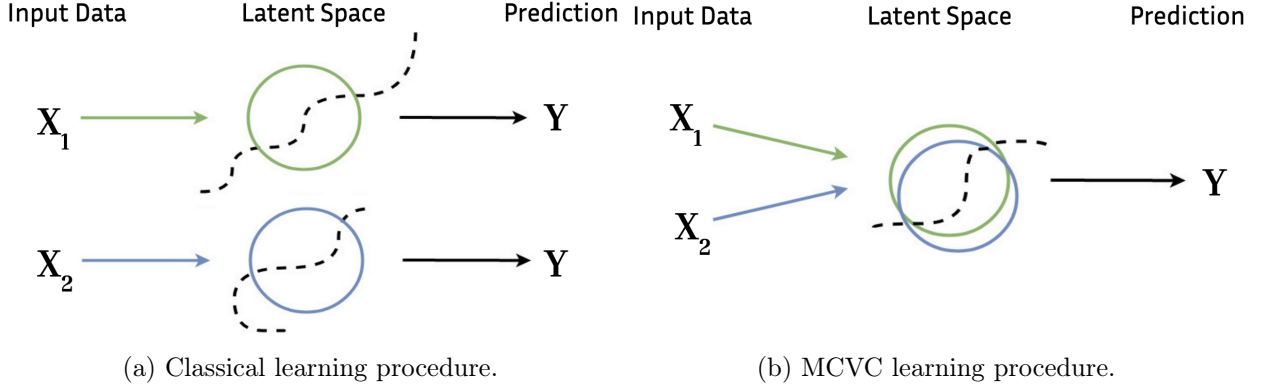 Input Data Latent Space Prediction
X1 Y
X2 Y
(a) Classical learning procedure.
Input Data Latent Space Prediction
X1
X2
Y
(b) MCVC learning procedure.